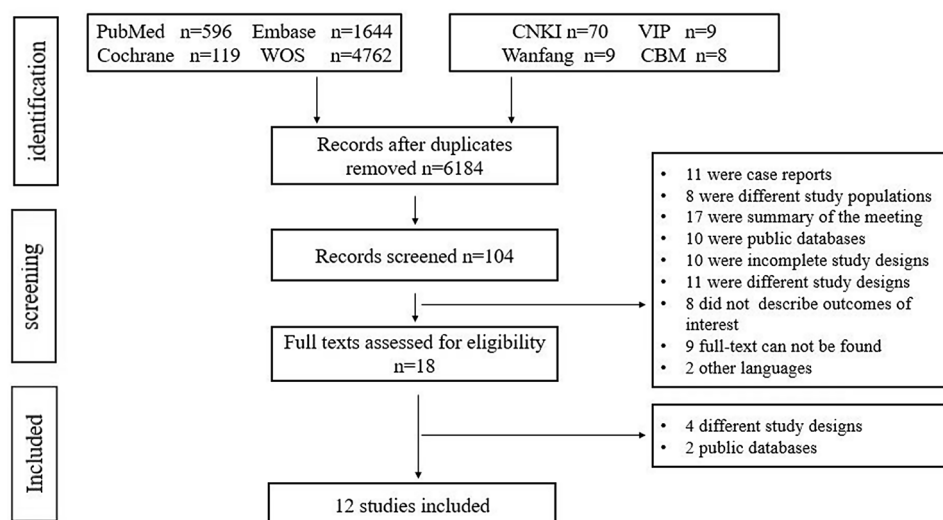 identification
PubMed n=596 Embase n=1644
Cochrane n=119 WOS n=4762
CNKI n=70 VIP n=9
Wanfang n=9 CBM n=8
Records after duplicates
removed n=6184
screening
Records screened n=104
• 11 were case reports
• 8 were different study populations
• 17 were summary of the meeting
• 10 were public databases
• 10 were incomplete study designs
• 11 were different study designs
• 8 did not describe outcomes of
interest
• 9 full-text can not be found
• 2 other languages
Full texts assessed for eligibility
n=18
Included
• 4 different study designs
• 2 public databases
12 studies included